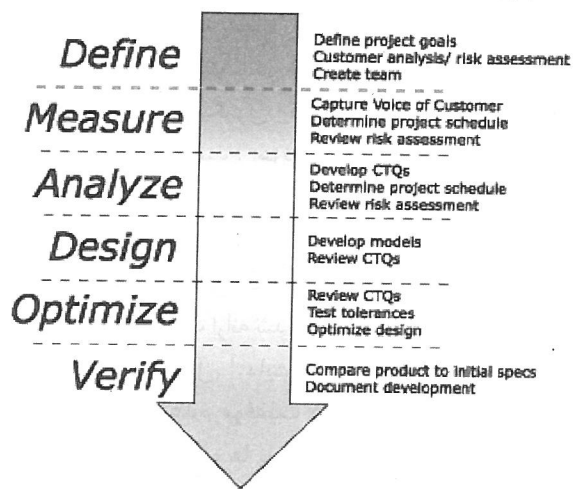 Define
Define project goals
Customer analysis/ risk assessment
Create team
Measure
Capture Voice of Customer
Determine project schedule
Review risk assessment
Analyze
Develop CTQs
Determine project schedule
Review risk assessment
Design
Develop models
Review CTQs
Optimize
Review CTQs
Test tolerances
Optimize design
Verify
Compare product to initial specs
Document development